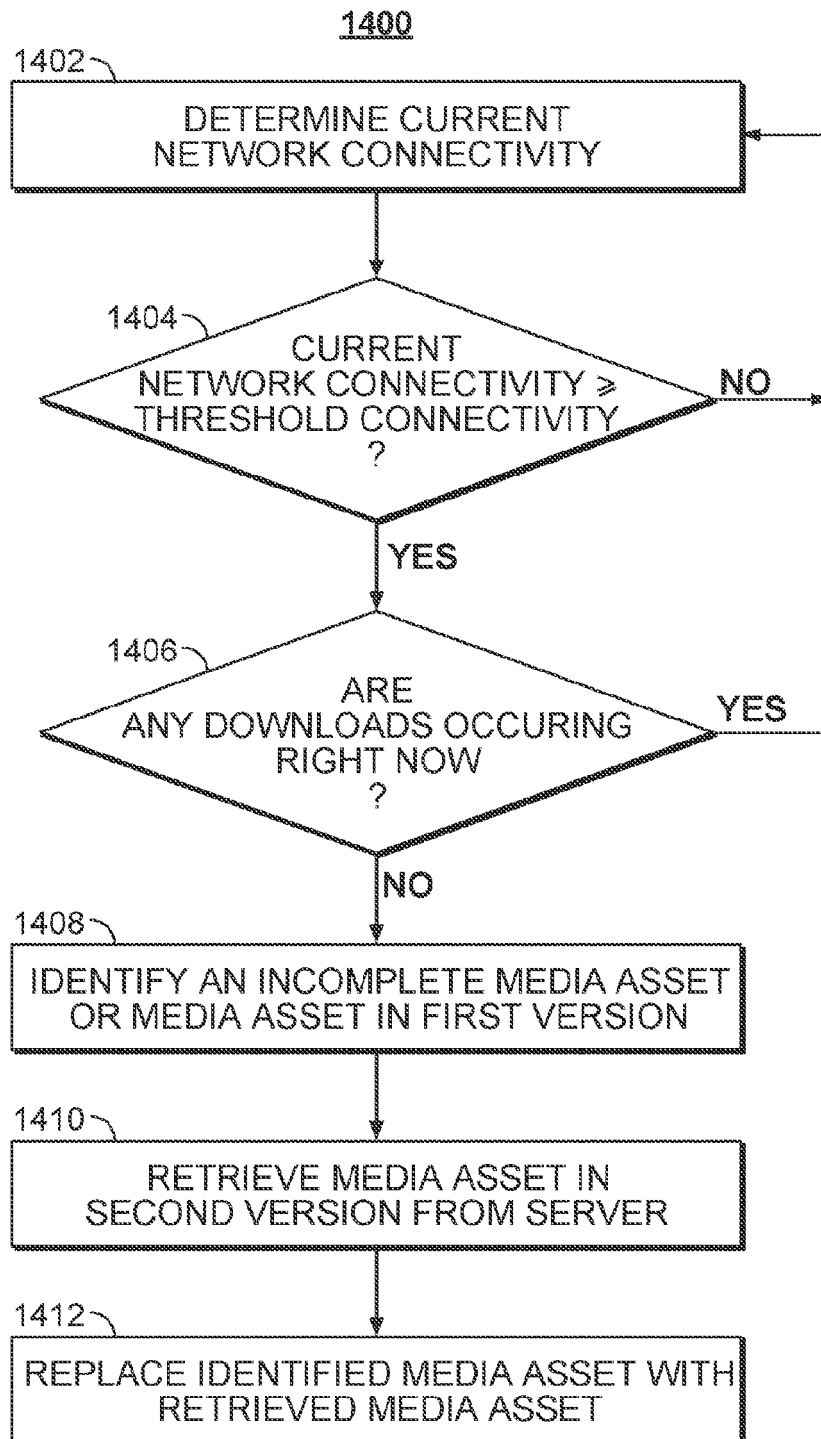 1400
1402
DETERMINE CURRENT
NETWORK CONNECTIVITY
1404
CURRENT
NETWORK CONNECTIVITY ⩾
THRESHOLD CONNECTIVITY
?
NO
YES
1406
ARE
ANY DOWNLOADS OCCURING
RIGHT NOW
?
YES
NO
1408
IDENTIFY AN INCOMPLETE MEDIA ASSET
OR MEDIA ASSET IN FIRST VERSION
1410
RETRIEVE MEDIA ASSET IN
SECOND VERSION FROM SERVER
1412
REPLACE IDENTIFIED MEDIA ASSET WITH
RETRIEVED MEDIA ASSET